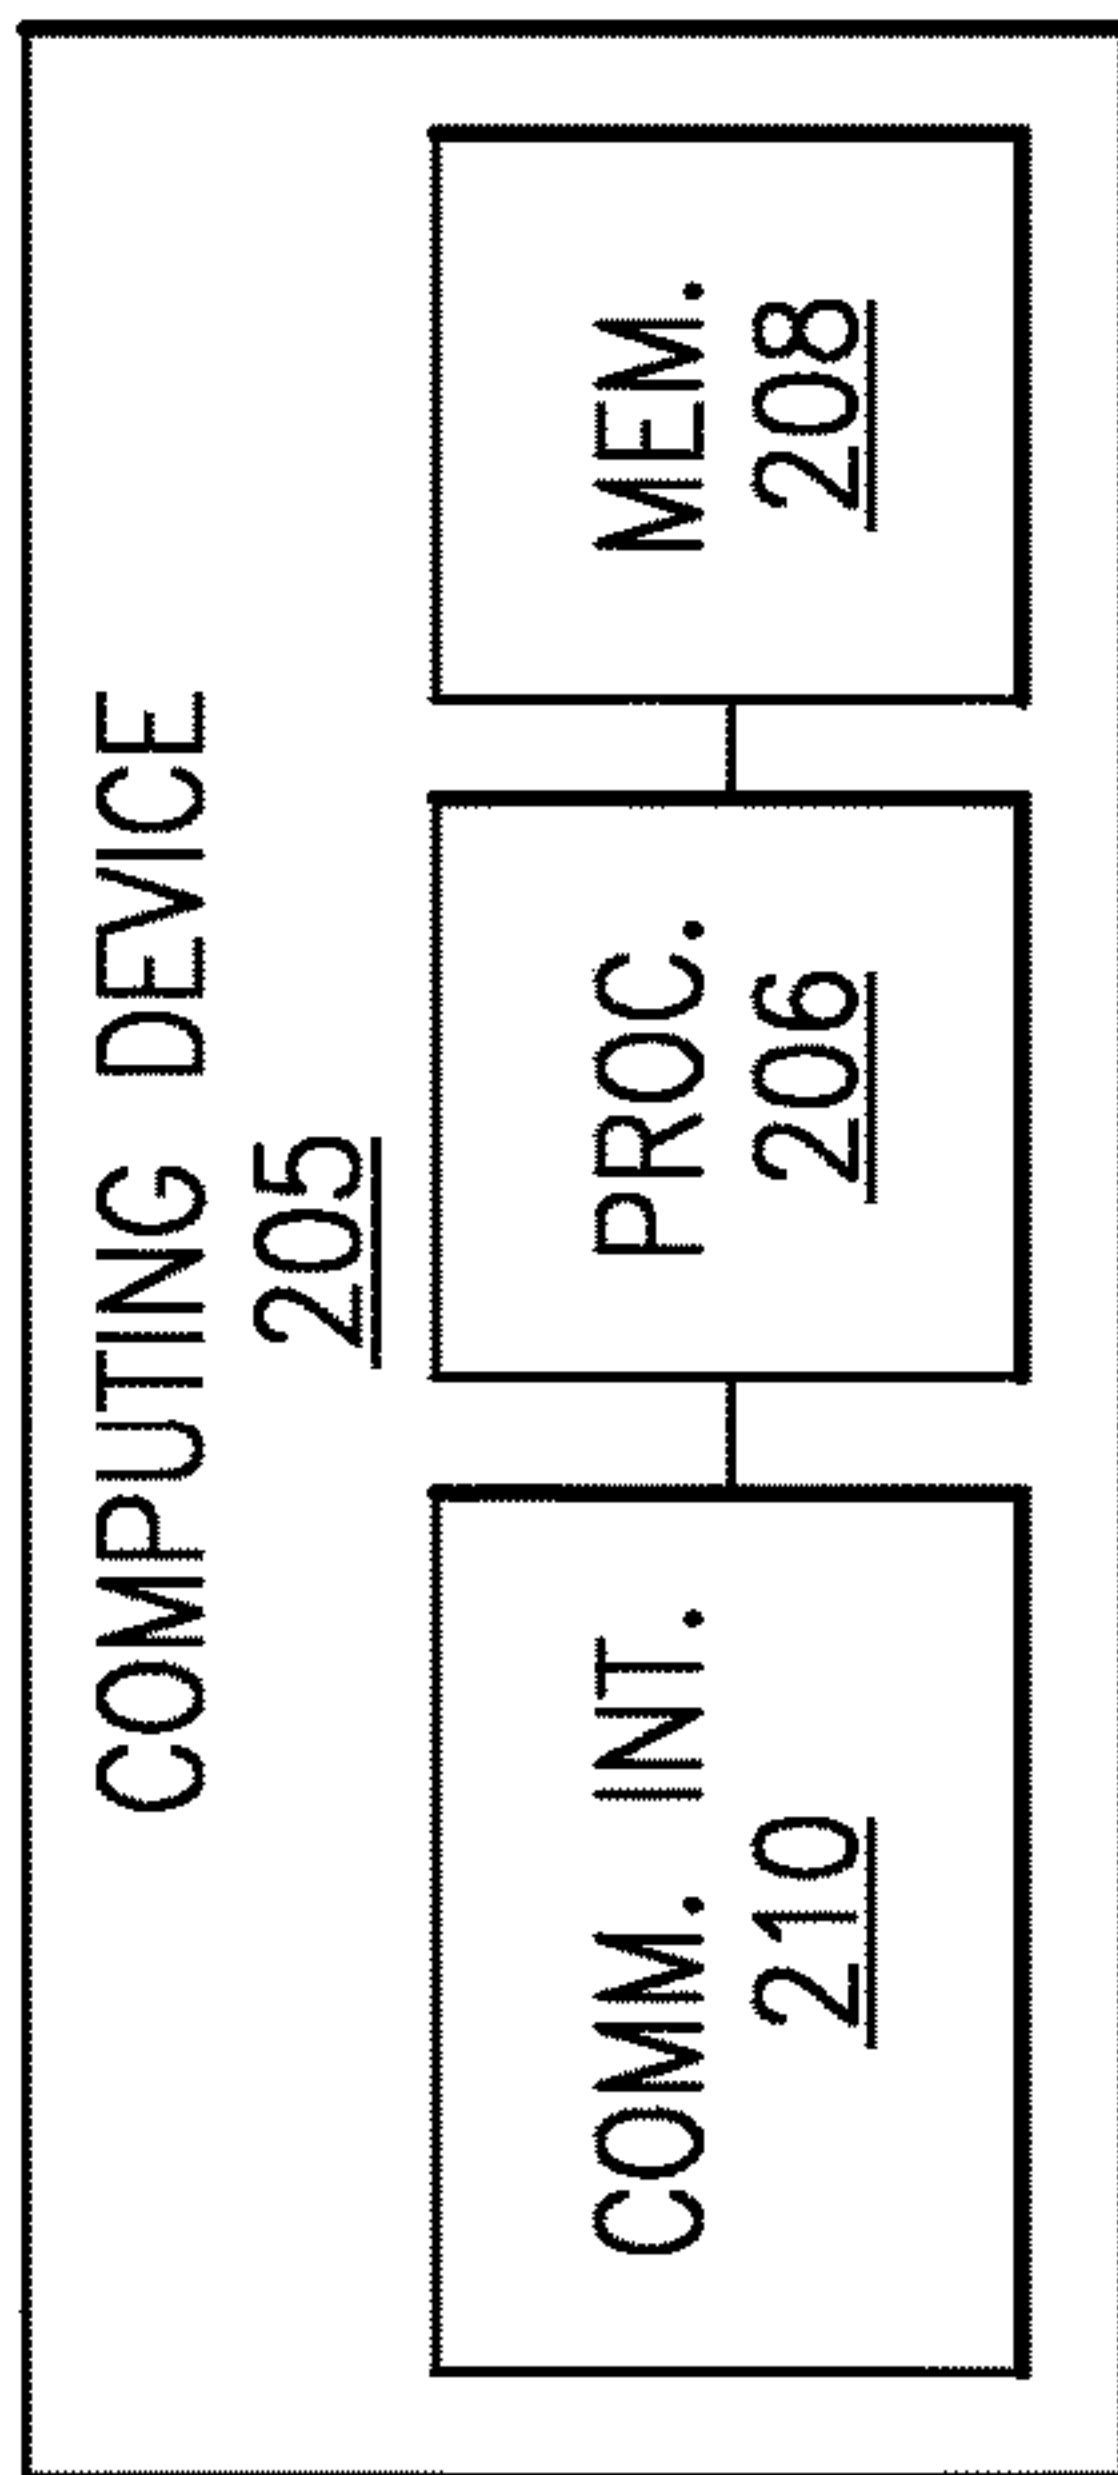 COMPUTING DEVICE
205
COMM. INT.
210
PROC.
206
MEM.
208